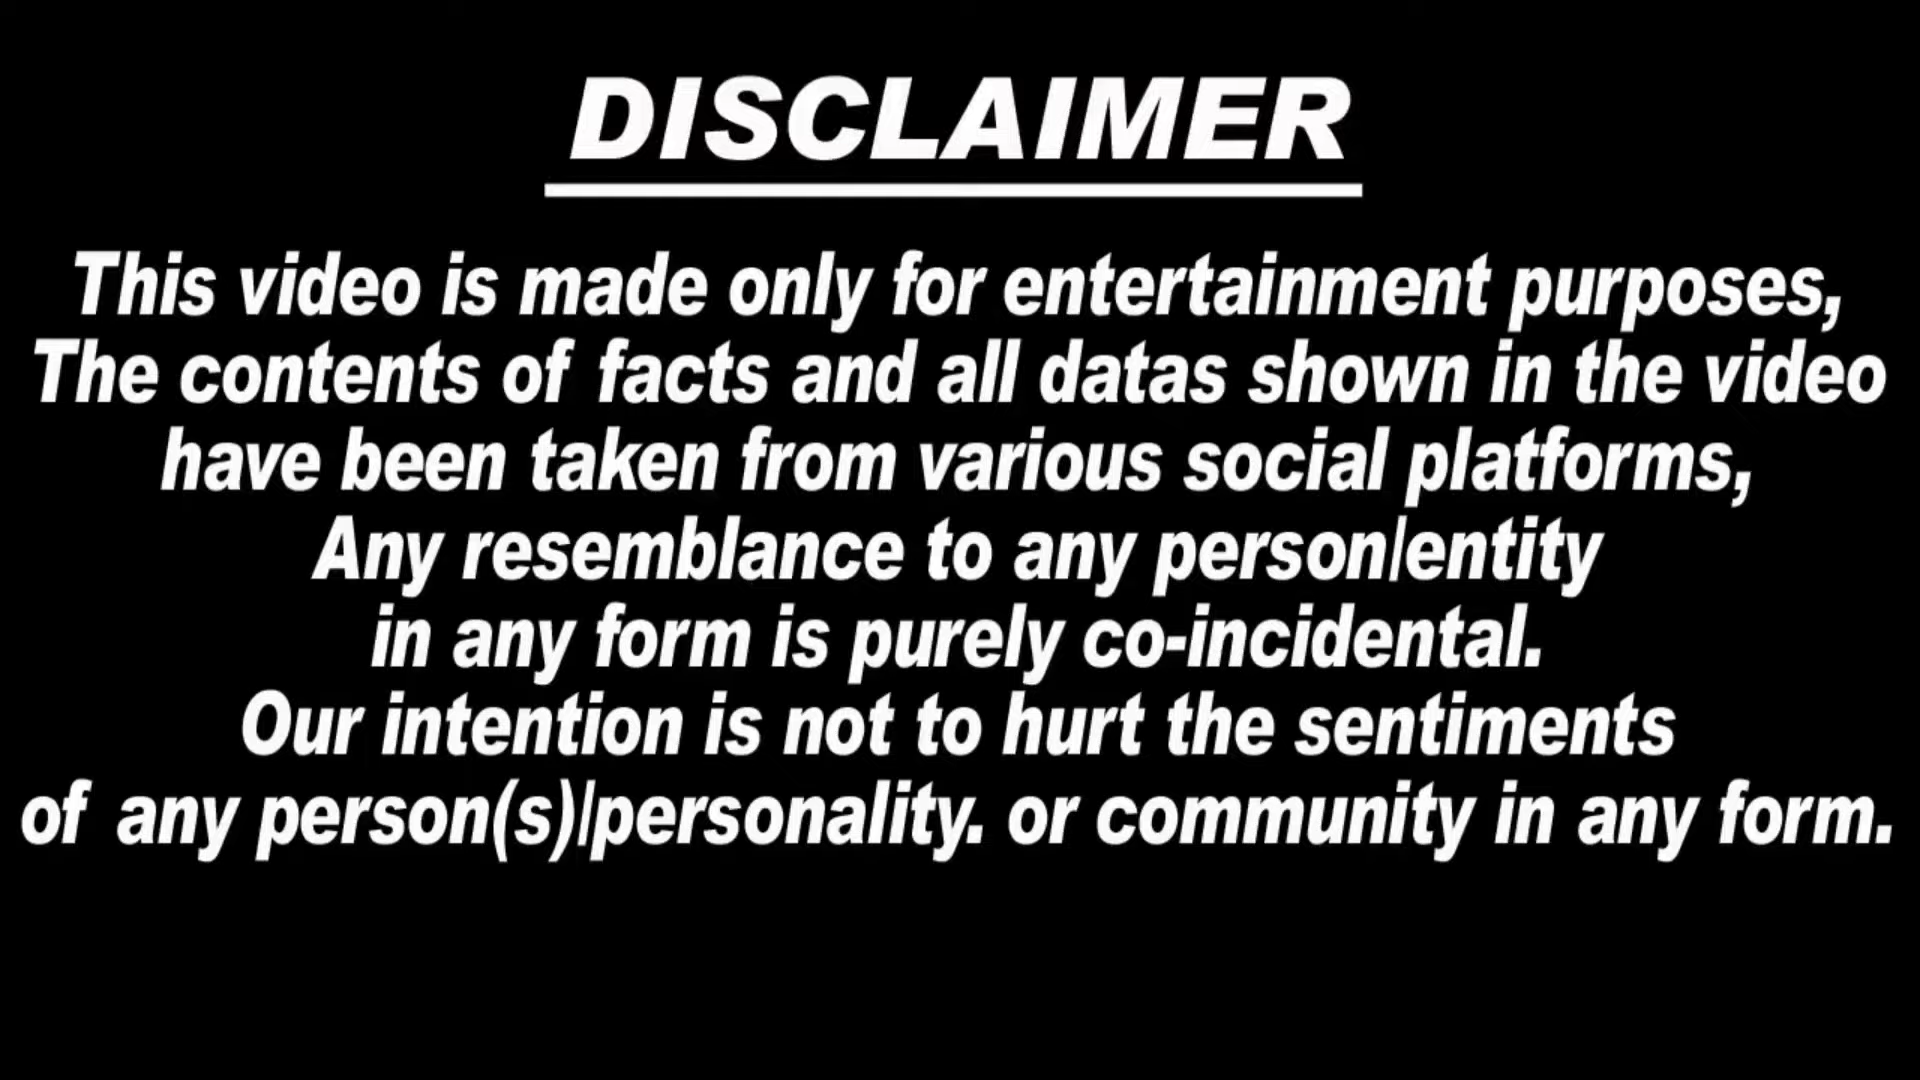 DISCLAIMER
This video is made only for entertainment purposes,
The contents of facts and all datas shown in the video
have been taken from various social platforms,
Any resemblance to any person|entity
in any form is purely co-incidental.
Our intention is not to hurt the sentiments
of any person(s)|personality. or community in any form.